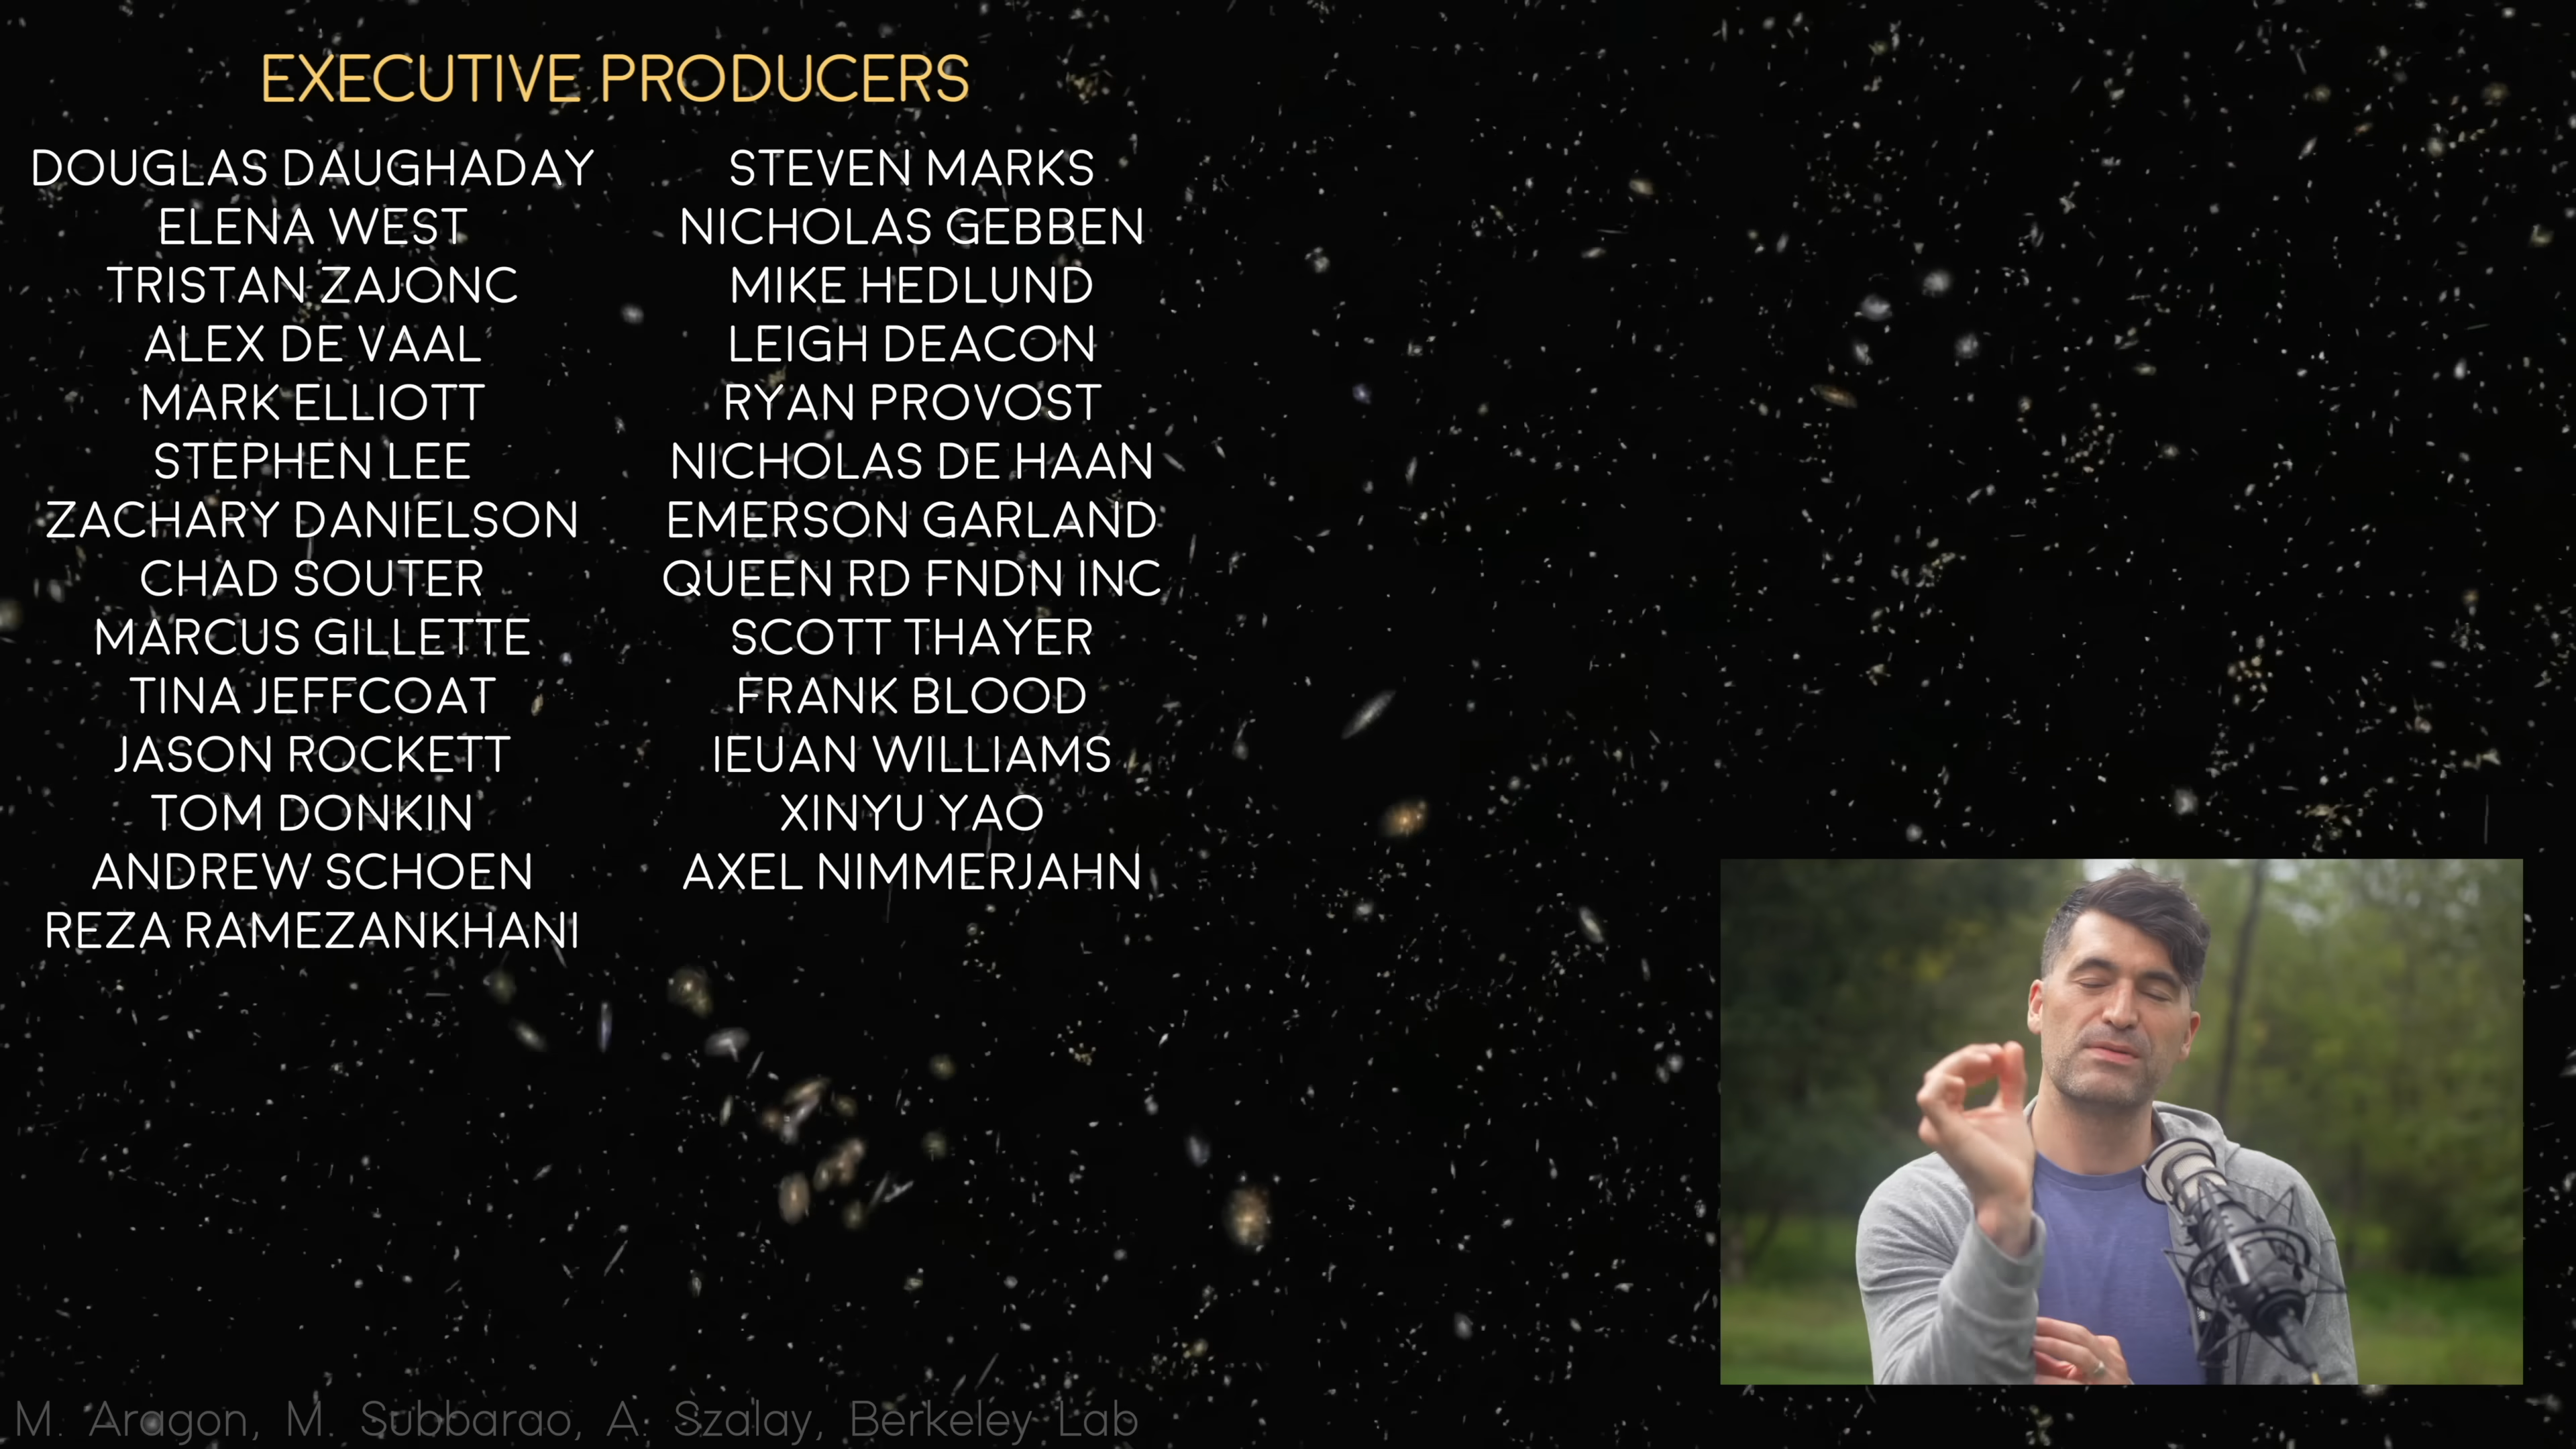 EXECUTIVE PRODUCERS
DOUGLAS DAUGHADAY
ELENA WEST
TRISTAN ZAJONC
ALEX DE VAAL
MARK ELLIOTT
STEPHEN LEE
ZACHARY DANIELSON
CHAD SOUTER
MARCUS GILLETTE
TINA JEFFCOAT
JASON ROCKETT
TOM DONKIN
ANDREW SCHOEN
REZA RAMEZANKHANI
STEVEN MARKS
NICHOLAS GEBBEN
MIKE HEDLUND
LEIGH DEACON
RYAN PROVOST
NICHOLAS DE HAAN
EMERSON GARLAND
QUEEN RD FNDN INC
SCOTT THAYER
FRANK BLOOD
IEUAN WILLIAMS
XINYU YAO
AXEL NIMMERJAHN
M. Aragon, M. Subbarao, A. Szalay, Berkeley Lab